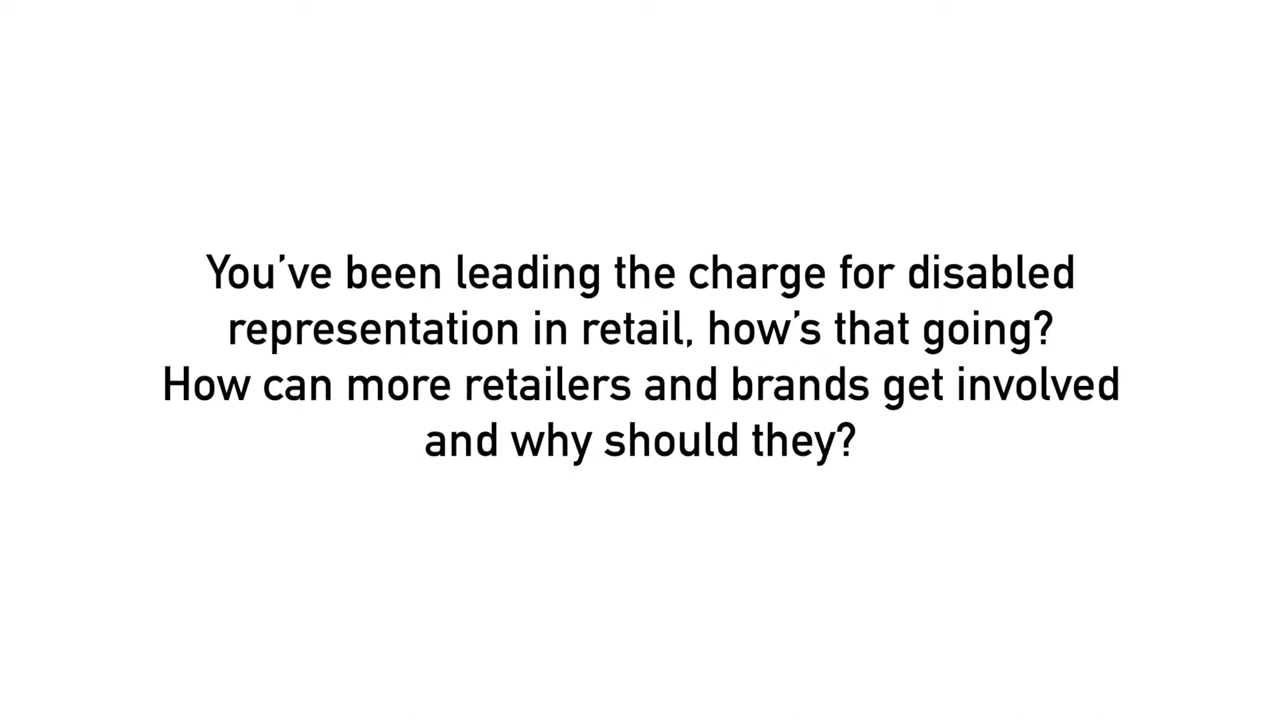 You’ve been leading the charge for disabled
representation in retail, how’s that going?
How can more retailers and brands get involved
and why should they?